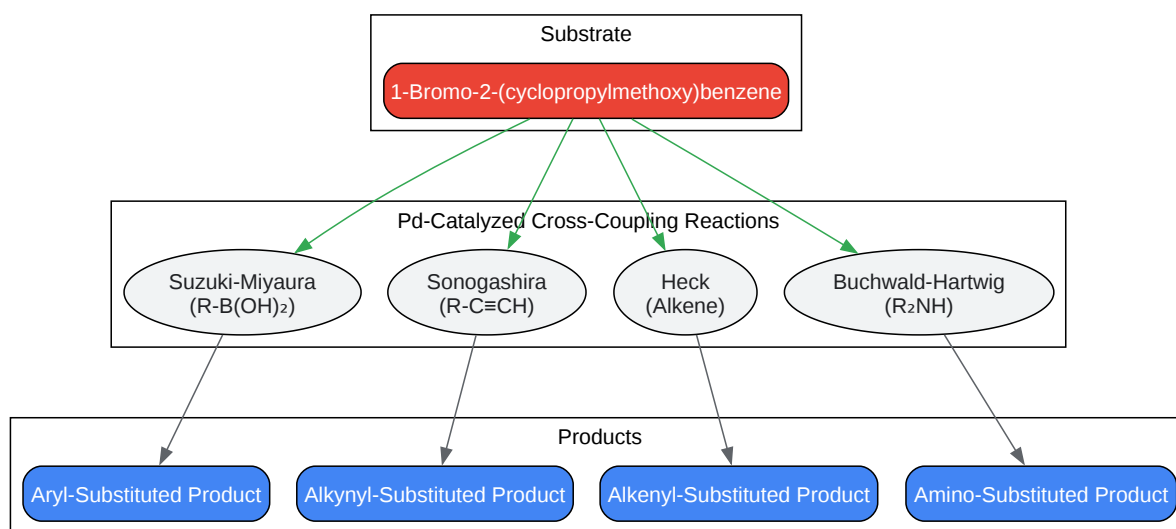 Substrate
1-Bromo-2-(cyclopropylmethoxy)benzene
Pd-Catalyzed Cross-Coupling Reactions
Suzuki-Miyaura
(R-B(OH)₂)
Sonogashira
(R-C≡CH)
Heck
(Alkene)
Buchwald-Hartwig
(R₂NH)
Products
Aryl-Substituted Product
Alkynyl-Substituted Product
Alkenyl-Substituted Product
Amino-Substituted Product